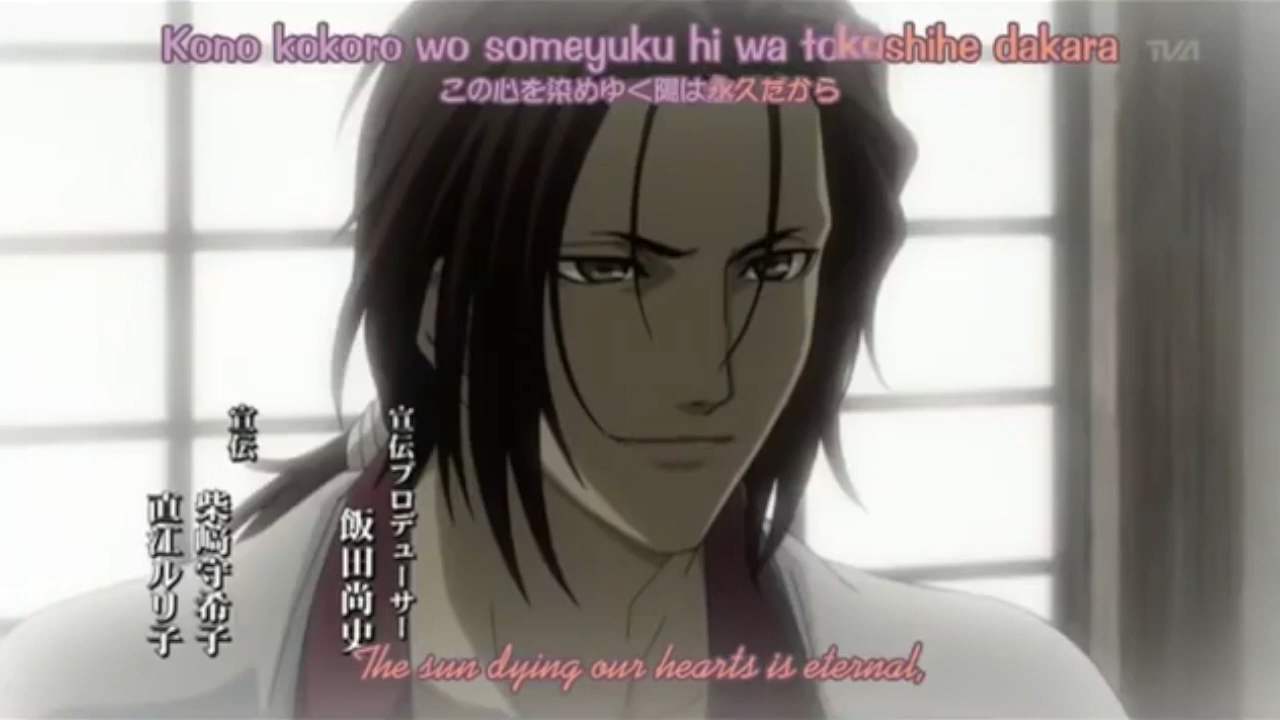 Kono kokoro wo someyuku hi wa tokoshihe dakara
TVA
この心を染めゆく陽は永久だから
宣伝プロデューサー
飯田尚史
宣伝
柴崎守希子
直江ルリ子
The sun dying our hearts is eternal,